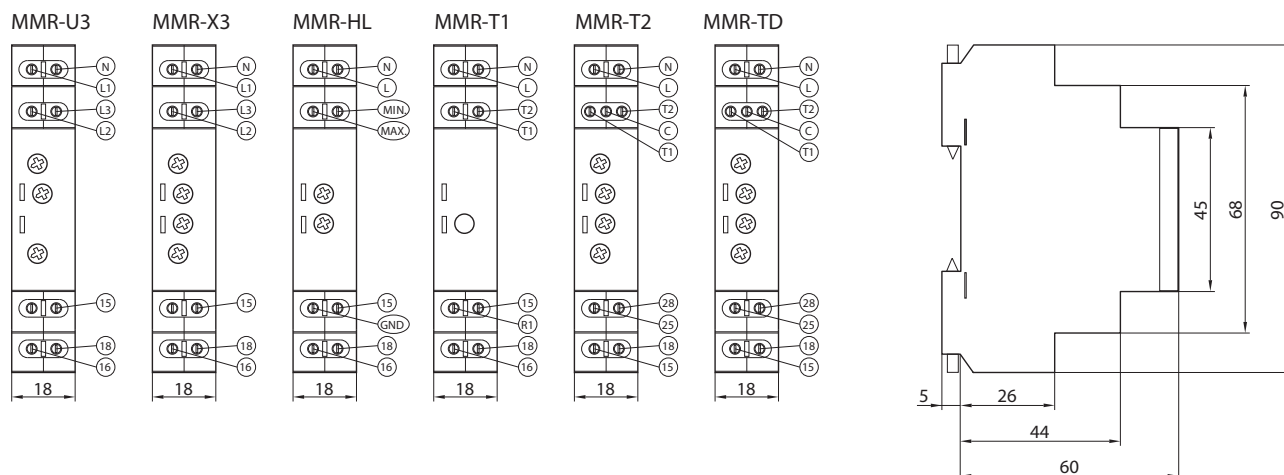 MMR-U3 MMR-X3 MMR-HL MMR-T1 MMR-T2 MMR-TD
N N N N N N
L1 L1 L L L L
L3 L3 MIN. T2 T2 T2
L2 L2 MAX. T1 C C
T1 T1
45 68 90
15 15 15 15 28 28
GND R1 25 25
18 18 18 18 18 18
16 16 16 16 15 15
18 18 18 18 18 18
5 26
44
60